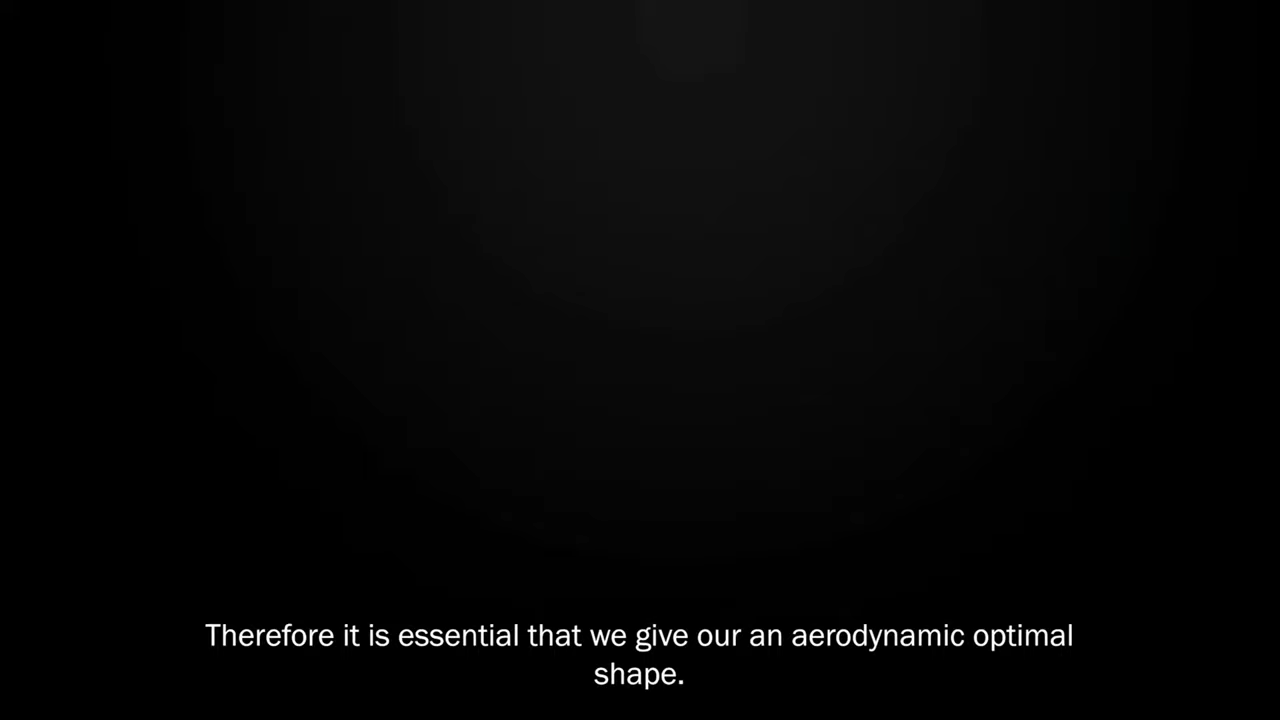 Therefore it is essential that we give our an aerodynamic optimal
shape.